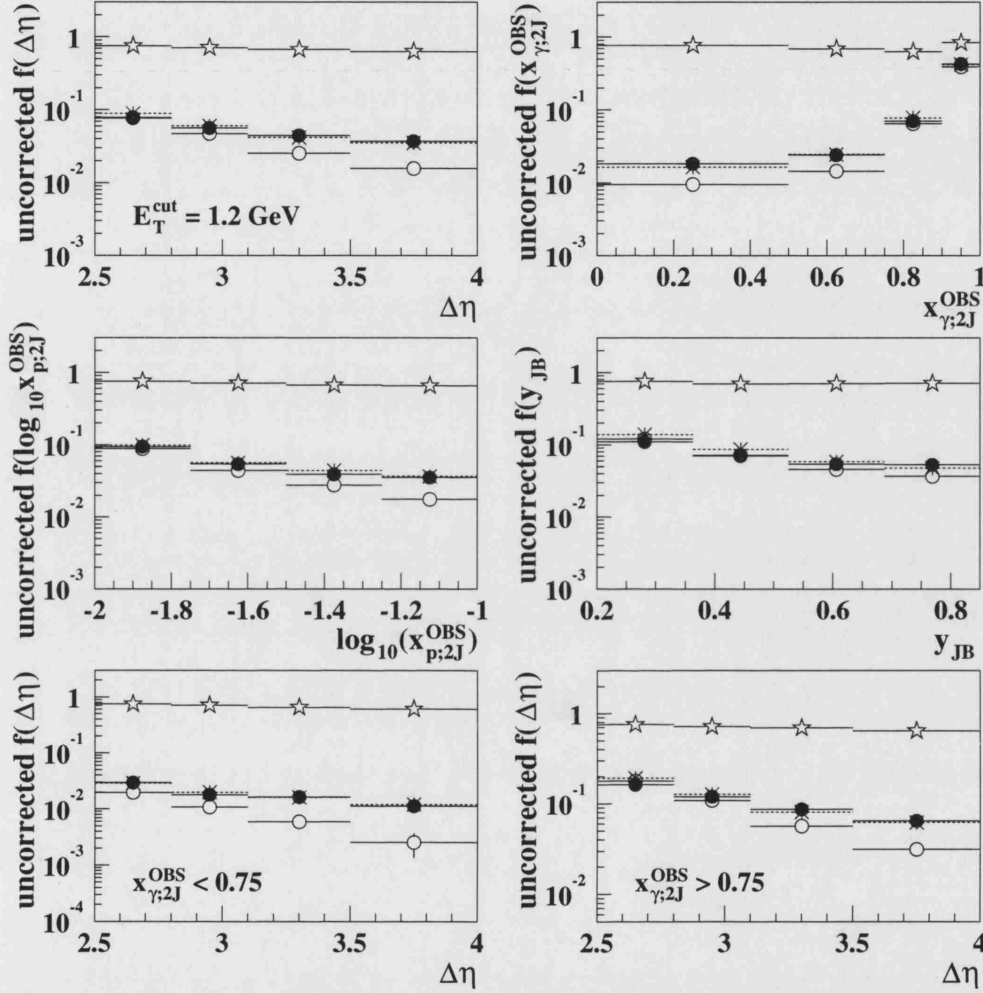 uncorrected f(Δη)
1
10^-1
10^-2
10^-3
E_T^cut = 1.2 GeV
2.5 3 3.5 4
Δη
uncorrected f(x_γ;2J^OBS)
1
10^-1
10^-2
10^-3
0 0.2 0.4 0.6 0.8 1
x_γ;2J^OBS
uncorrected f(log_10 x_p;2J^OBS)
1
10^-1
10^-2
10^-3
-2 -1.8 -1.6 -1.4 -1.2 -1
log_10(x_p;2J^OBS)
uncorrected f(y_JB)
1
10^-1
10^-2
10^-3
0.2 0.4 0.6 0.8
y_JB
uncorrected f(Δη)
1
10^-1
10^-2
10^-3
10^-4
x_γ;2J^OBS < 0.75
2.5 3 3.5 4
Δη
uncorrected f(Δη)
1
10^-1
10^-2
x_γ;2J^OBS > 0.75
2.5 3 3.5 4
Δη